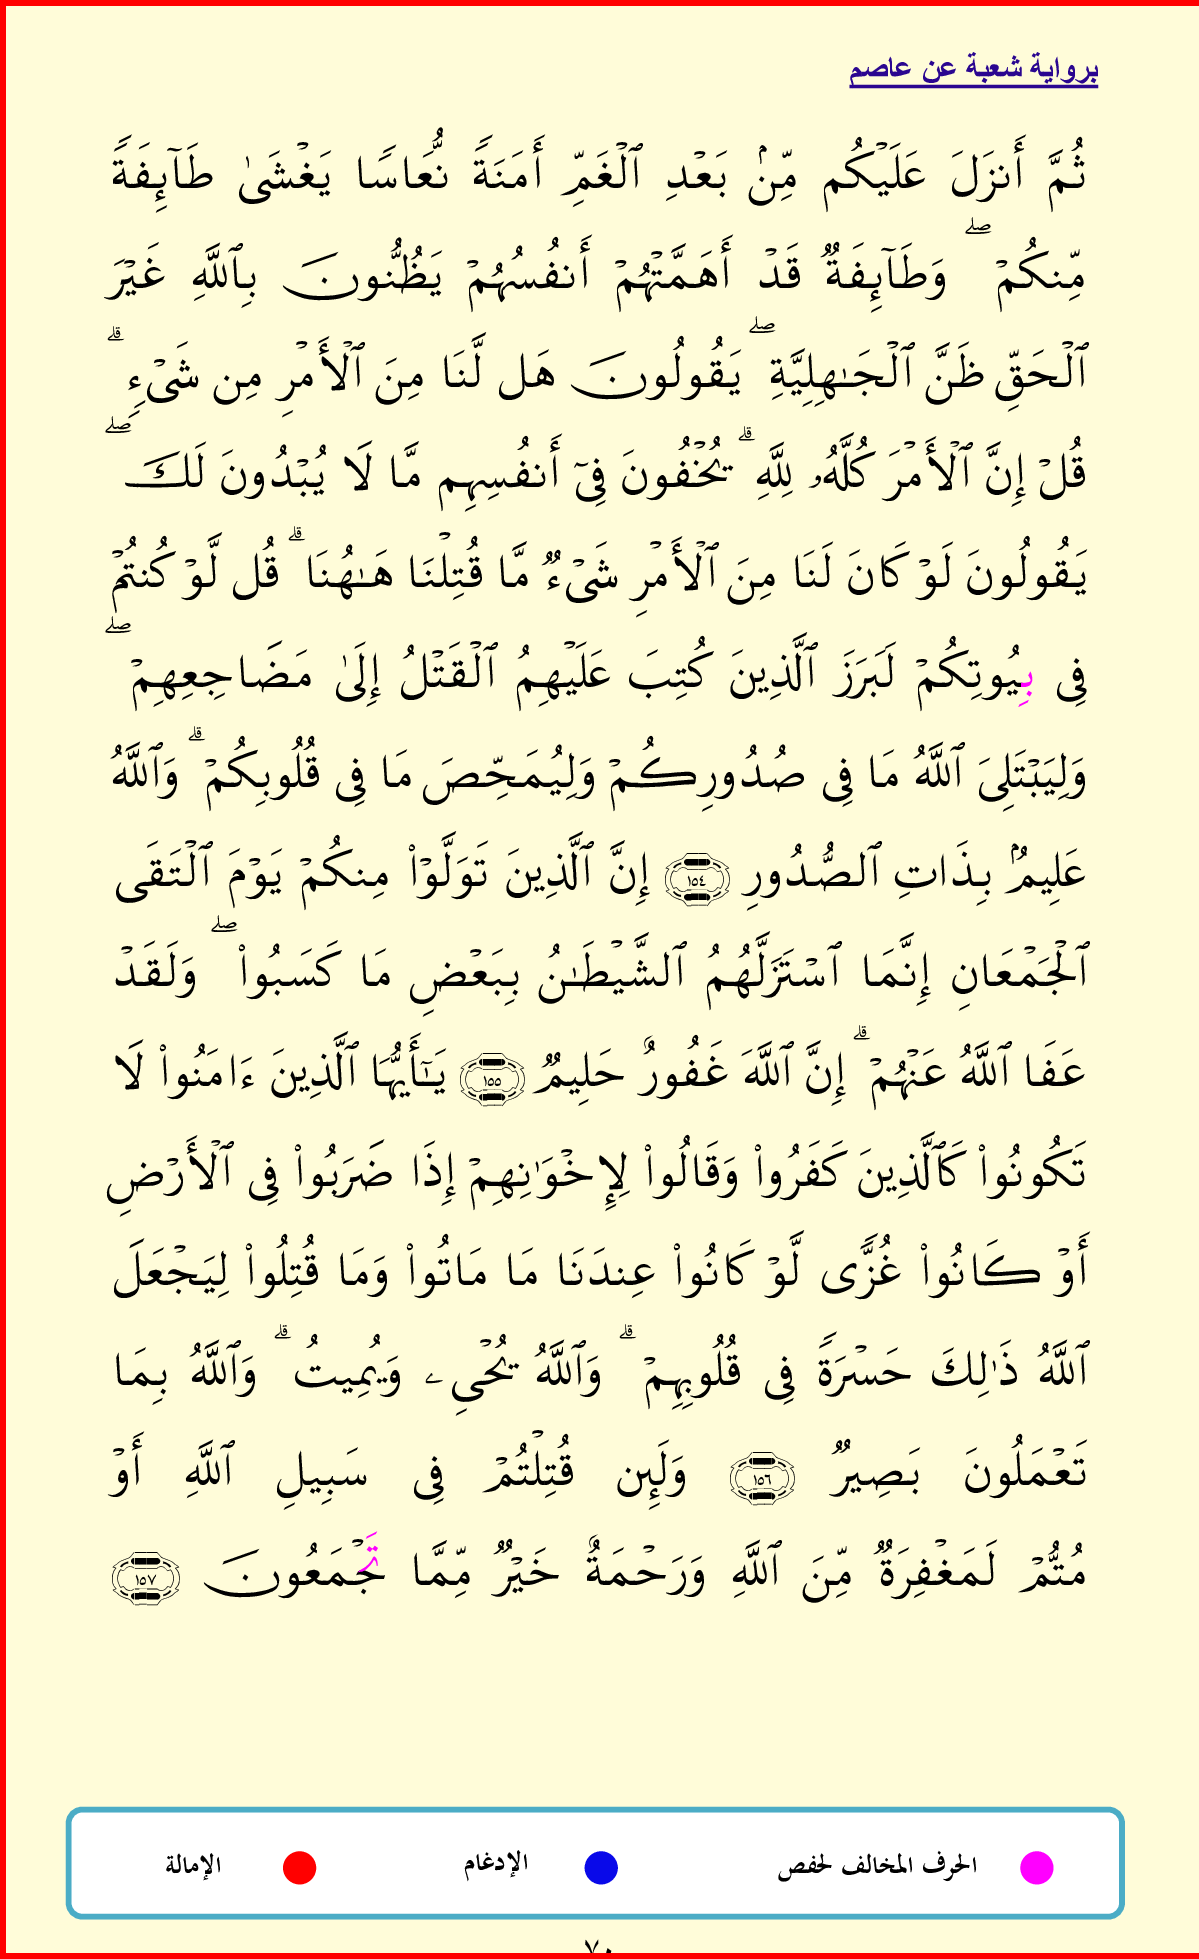 برواية شعبة عن عاصم
ثُمَّ أَنزَلَ عَلَيۡكُم مِّنۢ بَعۡدِ ٱلۡغَمِّ أَمَنَةٗ نُّعَاسٗا يَغۡشَىٰ طَآئِفَةٗ
مِّنكُمۡۖ وَطَآئِفَةٞ قَدۡ أَهَمَّتۡهُمۡ أَنفُسُهُمۡ يَظُنُّونَ بِٱللَّهِ غَيۡرَ
ٱلۡحَقِّ ظَنَّ ٱلۡجَٰهِلِيَّةِۖ يَقُولُونَ هَل لَّنَا مِنَ ٱلۡأَمۡرِ مِن شَيۡءٖۗ
قُلۡ إِنَّ ٱلۡأَمۡرَ كُلَّهُۥ لِلَّهِۗ يُخۡفُونَ فِيٓ أَنفُسِهِم مَّا لَا يُبۡدُونَ لَكَۖ
يَقُولُونَ لَوۡ كَانَ لَنَا مِنَ ٱلۡأَمۡرِ شَيۡءٞ مَّا قُتِلۡنَا هَٰهُنَاۗ قُل لَّوۡ كُنتُمۡ
فِي بِيُوتِكُمۡ لَبَرَزَ ٱلَّذِينَ كُتِبَ عَلَيۡهِمُ ٱلۡقَتۡلُ إِلَىٰ مَضَاجِعِهِمۡۖ
وَلِيَبۡتَلِيَ ٱللَّهُ مَا فِي صُدُورِكُمۡ وَلِيُمَحِّصَ مَا فِي قُلُوبِكُمۡۗ وَٱللَّهُ
عَلِيمُۢ بِذَاتِ ٱلصُّدُورِ ١٥٤ إِنَّ ٱلَّذِينَ تَوَلَّوۡاْ مِنكُمۡ يَوۡمَ ٱلۡتَقَى
ٱلۡجَمۡعَانِ إِنَّمَا ٱسۡتَزَلَّهُمُ ٱلشَّيۡطَٰنُ بِبَعۡضِ مَا كَسَبُواْۖ وَلَقَدۡ
عَفَا ٱللَّهُ عَنۡهُمۡۗ إِنَّ ٱللَّهَ غَفُورٌ حَلِيمٞ ١٥٥ يَٰٓأَيُّهَا ٱلَّذِينَ ءَامَنُواْ لَا
تَكُونُواْ كَٱلَّذِينَ كَفَرُواْ وَقَالُواْ لِإِخۡوَٰنِهِمۡ إِذَا ضَرَبُواْ فِي ٱلۡأَرۡضِ
أَوۡ كَانُواْ غُزّٗى لَّوۡ كَانُواْ عِندَنَا مَا مَاتُواْ وَمَا قُتِلُواْ لِيَجۡعَلَ
ٱللَّهُ ذَٰلِكَ حَسۡرَةٗ فِي قُلُوبِهِمۡۗ وَٱللَّهُ يُحۡيِۦ وَيُمِيتُۗ وَٱللَّهُ بِمَا
تَعۡمَلُونَ بَصِيرٞ ١٥٦ وَلَئِن قُتِلۡتُمۡ فِي سَبِيلِ ٱللَّهِ أَوۡ
مُتُّمۡ لَمَغۡفِرَةٞ مِّنَ ٱللَّهِ وَرَحۡمَةٌ خَيۡرٞ مِّمَّا تَجۡمَعُونَ ١٥٧
الحرف المخالف لحفص الإدغام الإمالة
٧٠